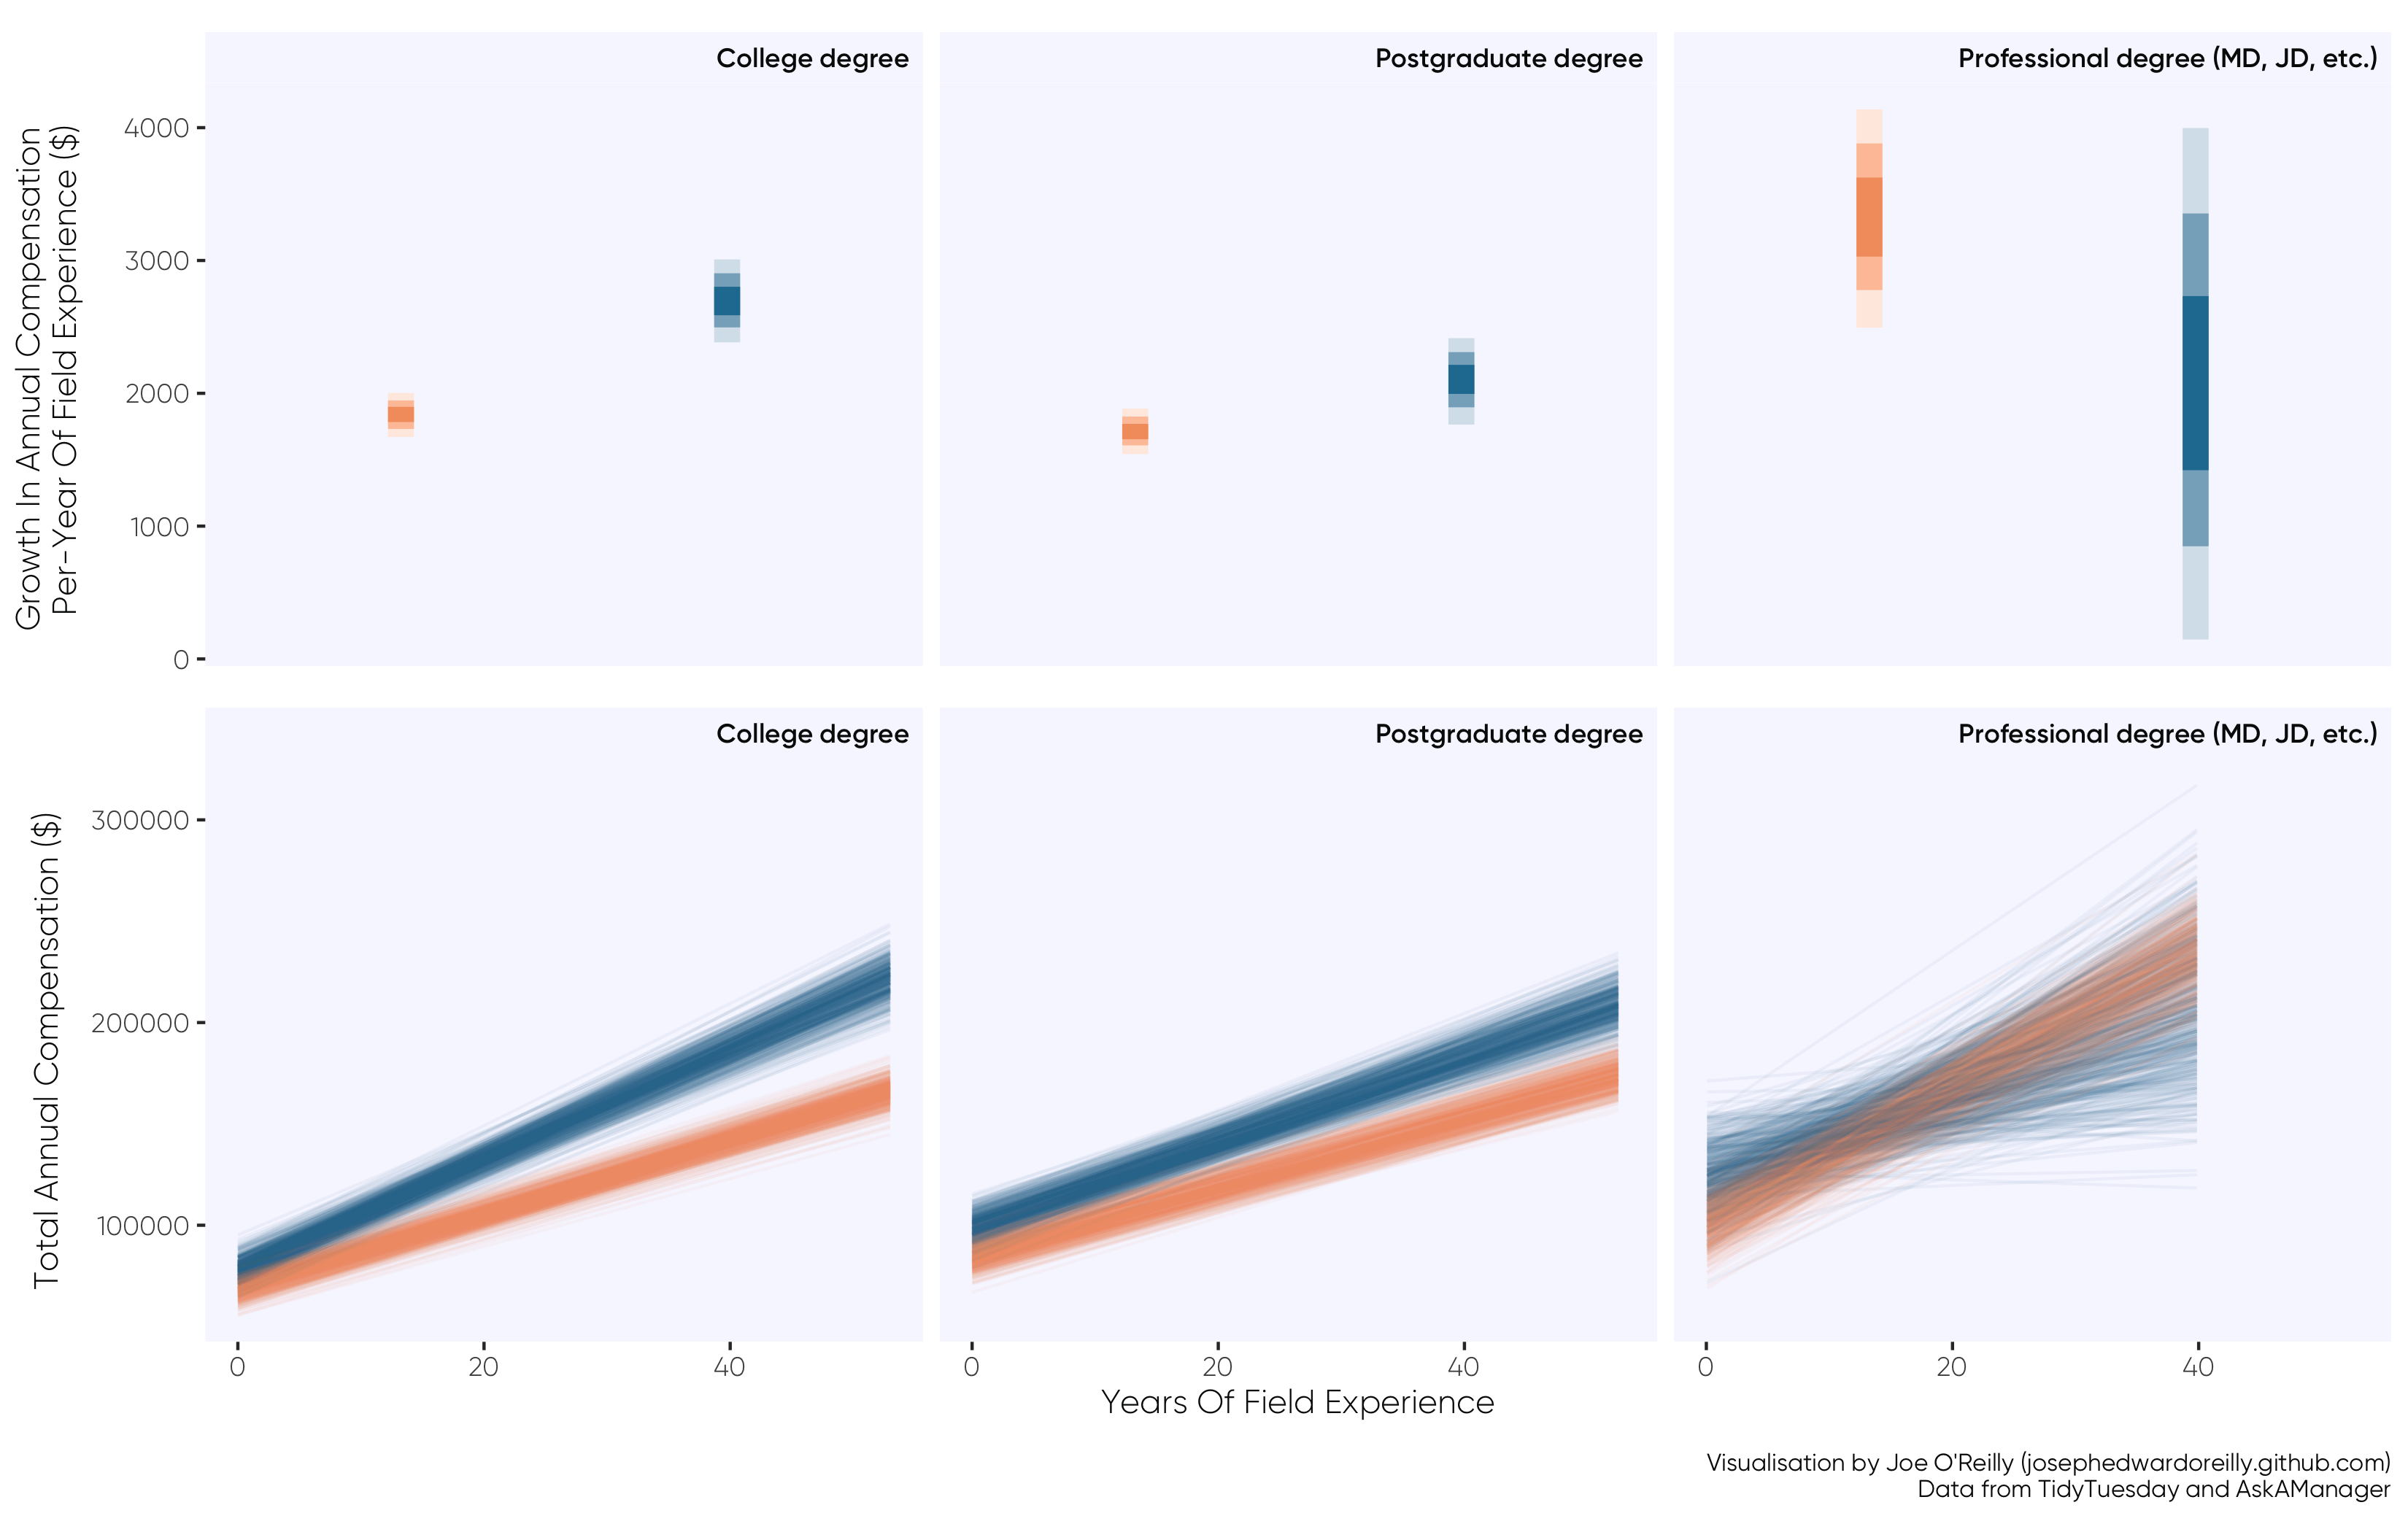 College degree
Postgraduate degree
Professional degree (MD, JD, etc.)
Growth In Annual Compensation
Per-Year Of Field Experience ($)
4000
3000
2000
1000
0
College degree
Postgraduate degree
Professional degree (MD, JD, etc.)
Total Annual Compensation ($)
300000
200000
100000
0 20 40 0 20 40 0 20 40
Years Of Field Experience
Visualisation by Joe O'Reilly (josephedwardoreilly.github.com)
Data from TidyTuesday and AskAManager